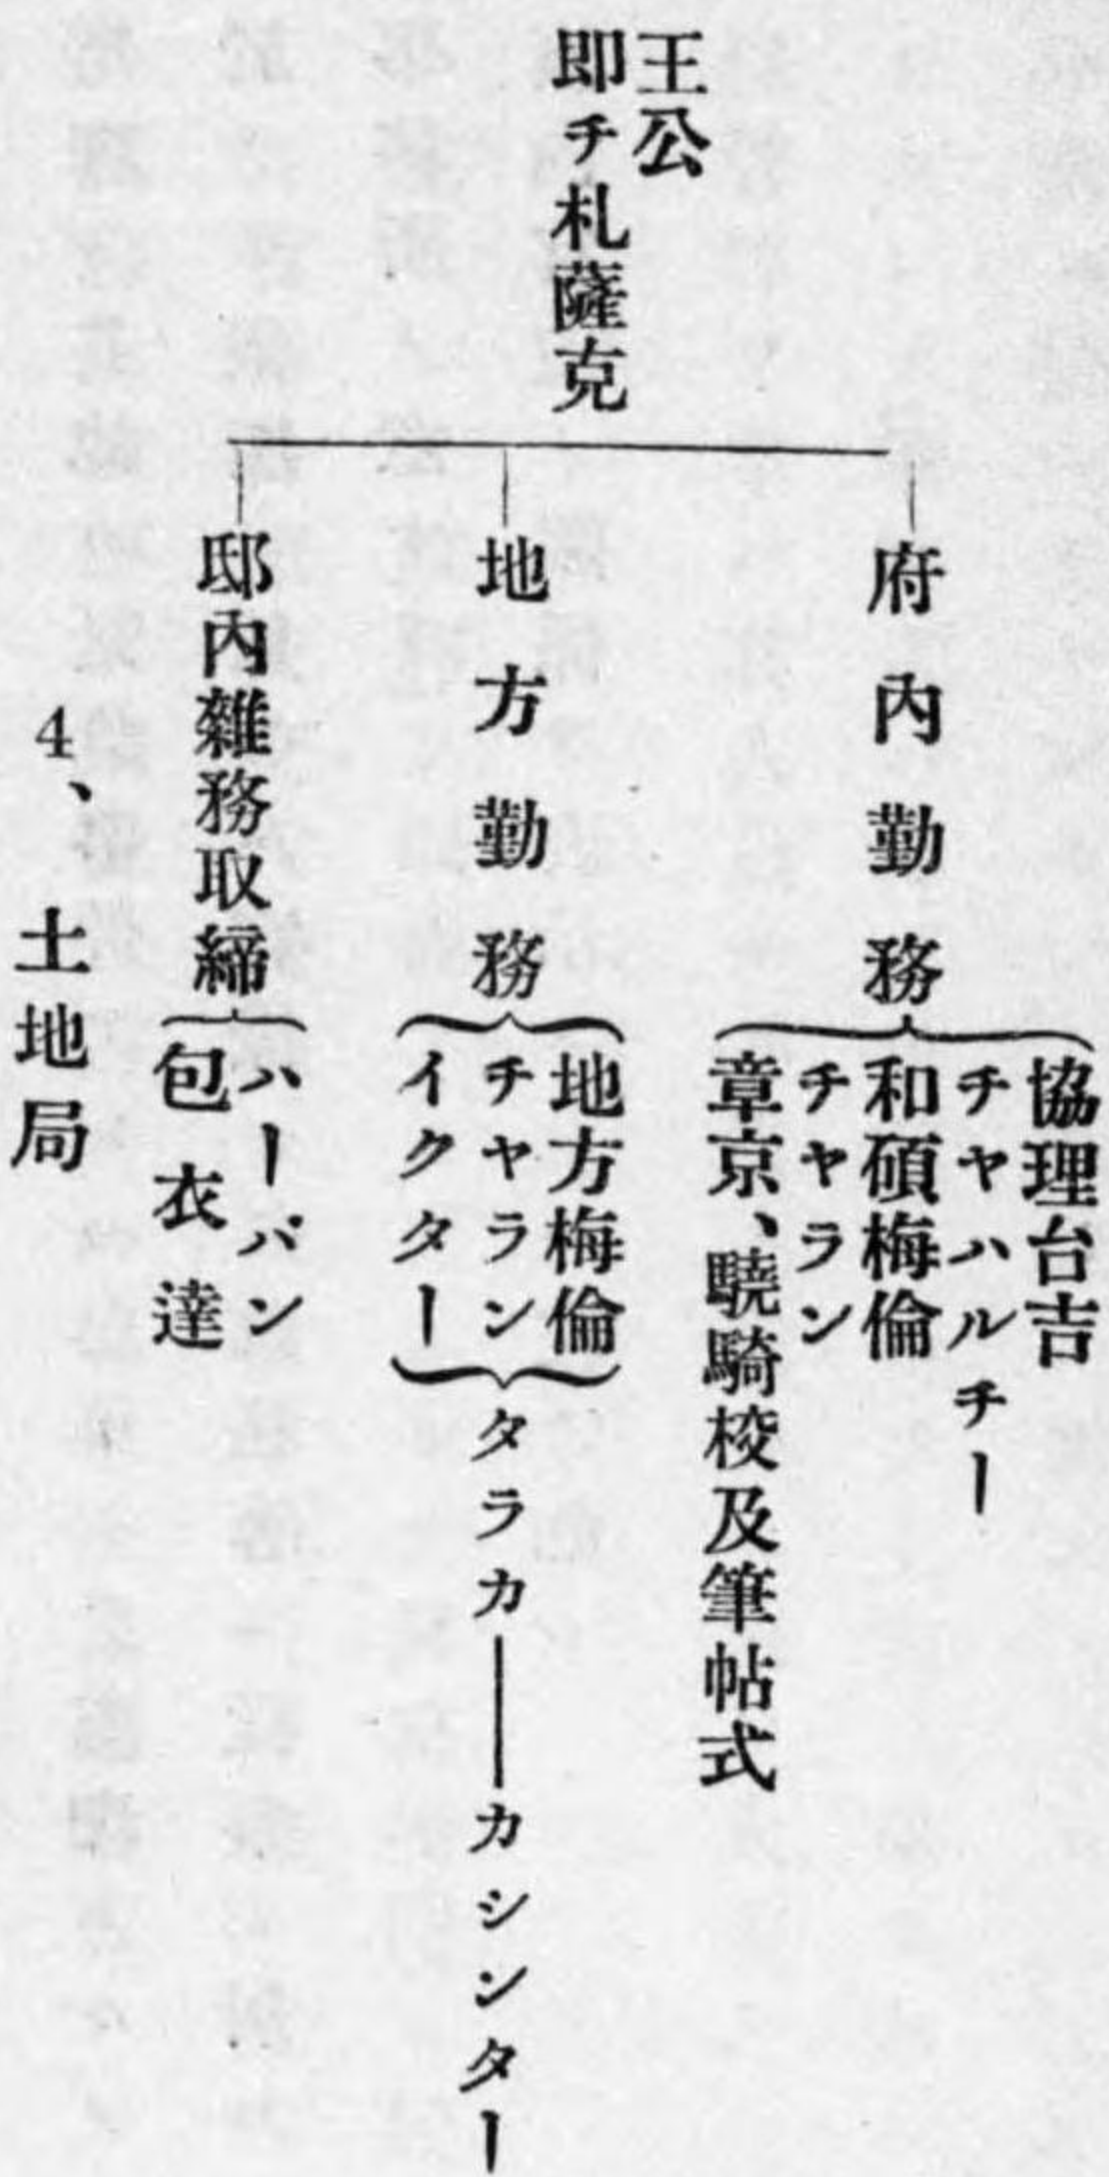 王公
即チ札薩克
府內勤務
協理台吉
チャハルチー
和碩梅倫
チャラン
章京、驍騎校及筆帖式
地方勤務
地方梅倫
チャラン
イクター
タラカ——カシンター
邸內雜務取締
ハーバン
包衣達
4、土地局